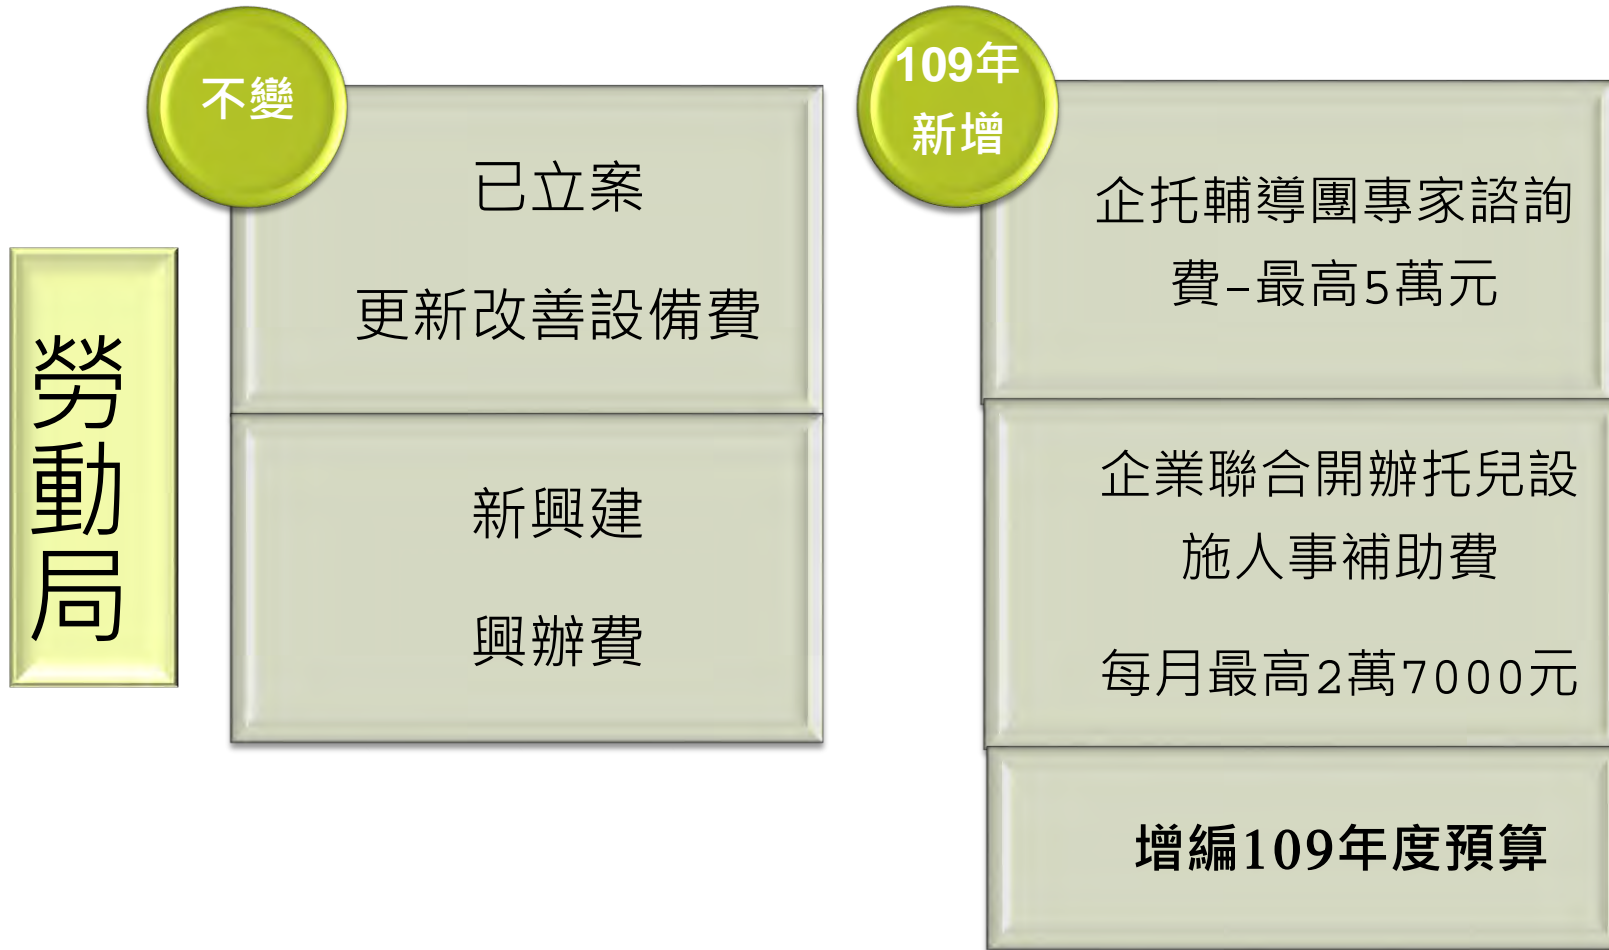 勞動局
不變
已立案
更新改善設備費
新興建
興辦費
109年
新增
企托輔導團專家諮詢
費–最高5萬元
企業聯合開辦托兒設
施人事補助費
每月最高2萬7000元
增編109年度預算